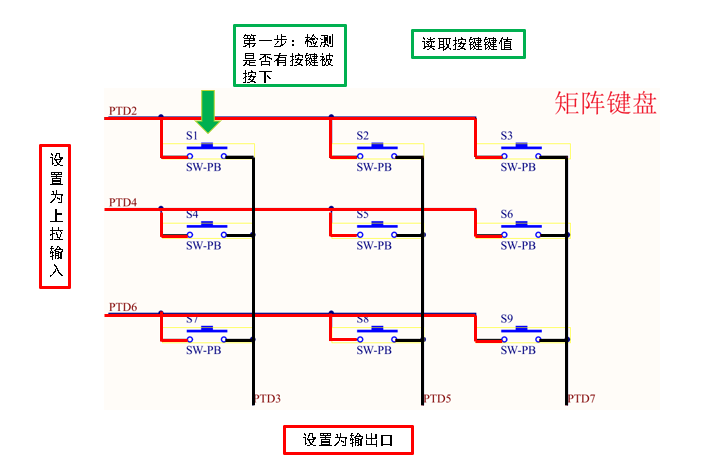 第一步：检测
是否有按键被
按下
读取按键键值
矩阵键盘
PTD2
S1
S2
S3
SW-PB
SW-PB
SW-PB
设置为上拉输入
PTD4
S4
S5
S6
SW-PB
SW-PB
SW-PB
PTD6
S7
S8
S9
SW-PB
SW-PB
SW-PB
PTD3
PTD5
PTD7
设置为输出口